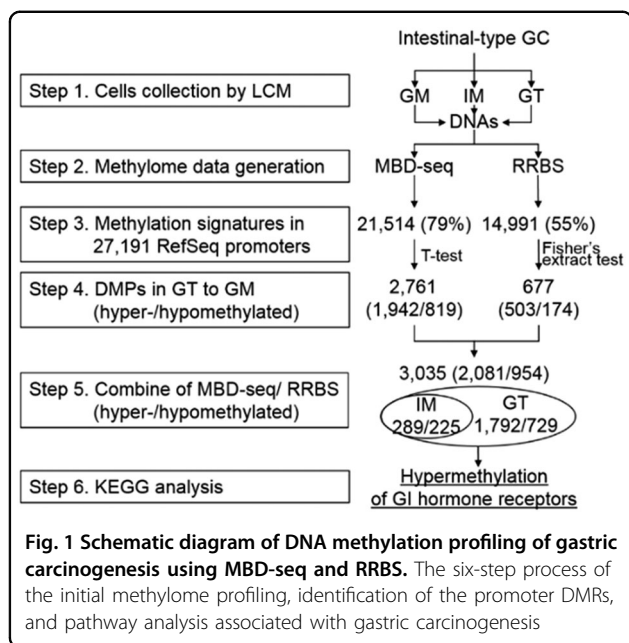 Intestinal-type GC
Step 1. Cells collection by LCM
GM IM GT
DNAs
Step 2. Methylome data generation
MBD-seq RRBS
Step 3. Methylation signatures in
27,191 RefSeq promoters
21,514 (79%) 14,991 (55%)
T-test
Fisher's
extract test
Step 4. DMPs in GT to GM
(hyper-/hypomethylated)
2,761 677
(1,942/819) (503/174)
3,035 (2,081/954)
Step 5. Combine of MBD-seq/ RRBS
(hyper-/hypomethylated)
IM GT
289/225 1,792/729
Step 6. KEGG analysis
Hypermethylation
of GI hormone receptors
Fig. 1 Schematic diagram of DNA methylation profiling of gastric
carcinogenesis using MBD-seq and RRBS. The six-step process of
the initial methylome profiling, identification of the promoter DMRs,
and pathway analysis associated with gastric carcinogenesis